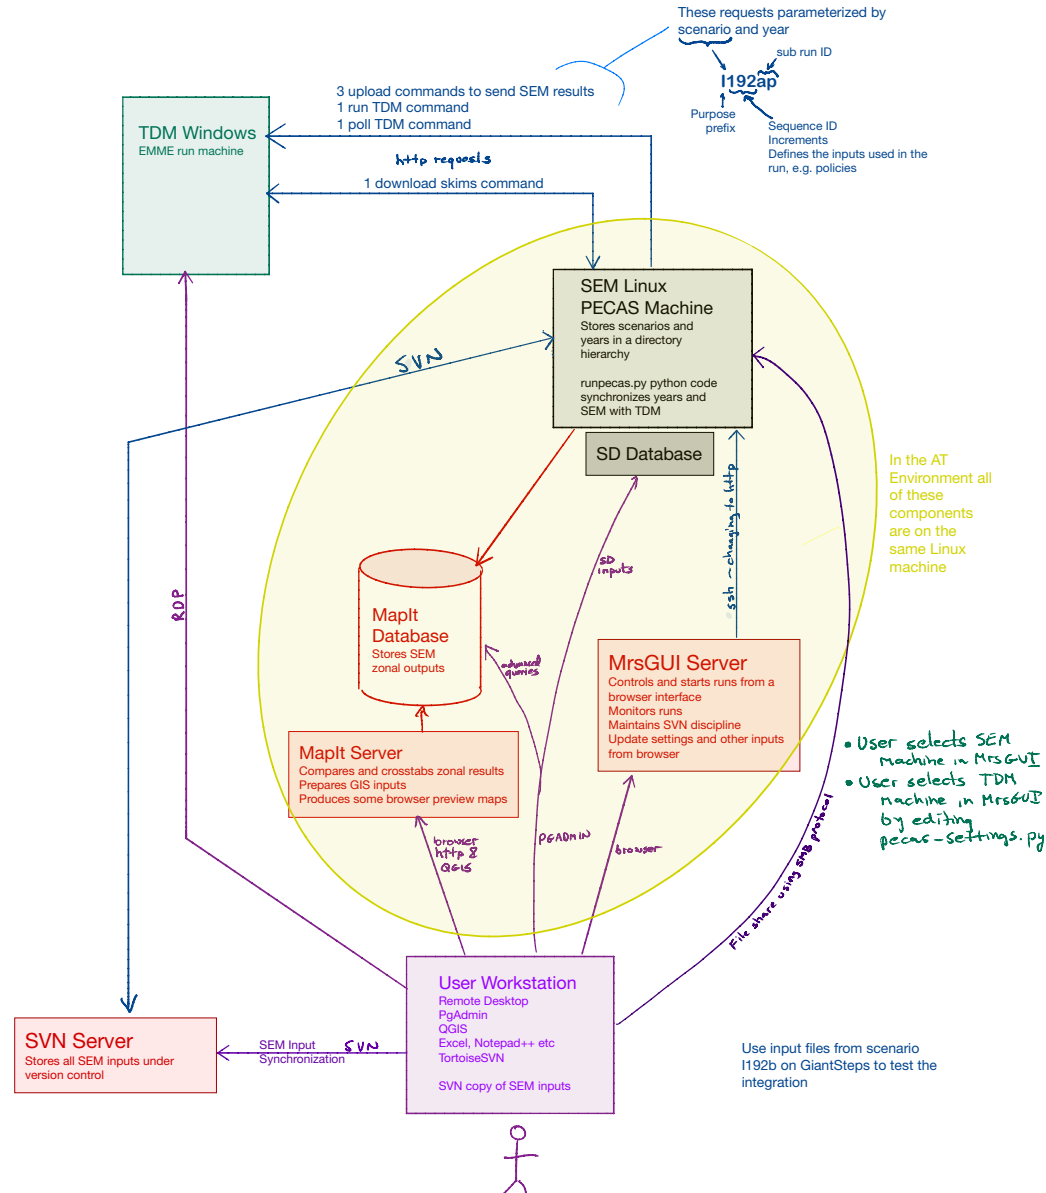 These requests parameterized by
scenario and year
sub run ID
I192ap
Purpose
prefix
Sequence ID
Increments
Defines the inputs used in the
run, e.g. policies
3 upload commands to send SEM results
1 run TDM command
1 poll TDM command
http requests
1 download skims command
TDM Windows
EMME run machine
SEM Linux
PECAS Machine
Stores scenarios and
years in a directory
hierarchy
runpecas.py python code
synchronizes years and
SEM with TDM
SVN
SD Database
In the AT
Environment all
of these
components
are on the
same Linux
machine
ssh - changing to http
SD
inputs
RDP
MapIt
Database
Stores SEM
zonal outputs
advanced
queries
MrsGUI Server
Controls and starts runs from a
browser interface
Monitors runs
Maintains SVN discipline
Update settings and other inputs
from browser
MapIt Server
Compares and crosstabs zonal results
Prepares GIS inputs
Produces some browser preview maps
• User selects SEM
machine in MrsGUI
• User selects TDM
machine in MrsGUI
by editing
pecas-settings.py
browser
http &
QGIS
PGADMIN
browser
File share using SMB protocol
User Workstation
Remote Desktop
PgAdmin
QGIS
Excel, Notepad++ etc
TortoiseSVN
SVN copy of SEM inputs
SVN Server
Stores all SEM inputs under
version control
SEM Input SVN
Synchronization
Use input files from scenario
I192b on GiantSteps to test the
integration